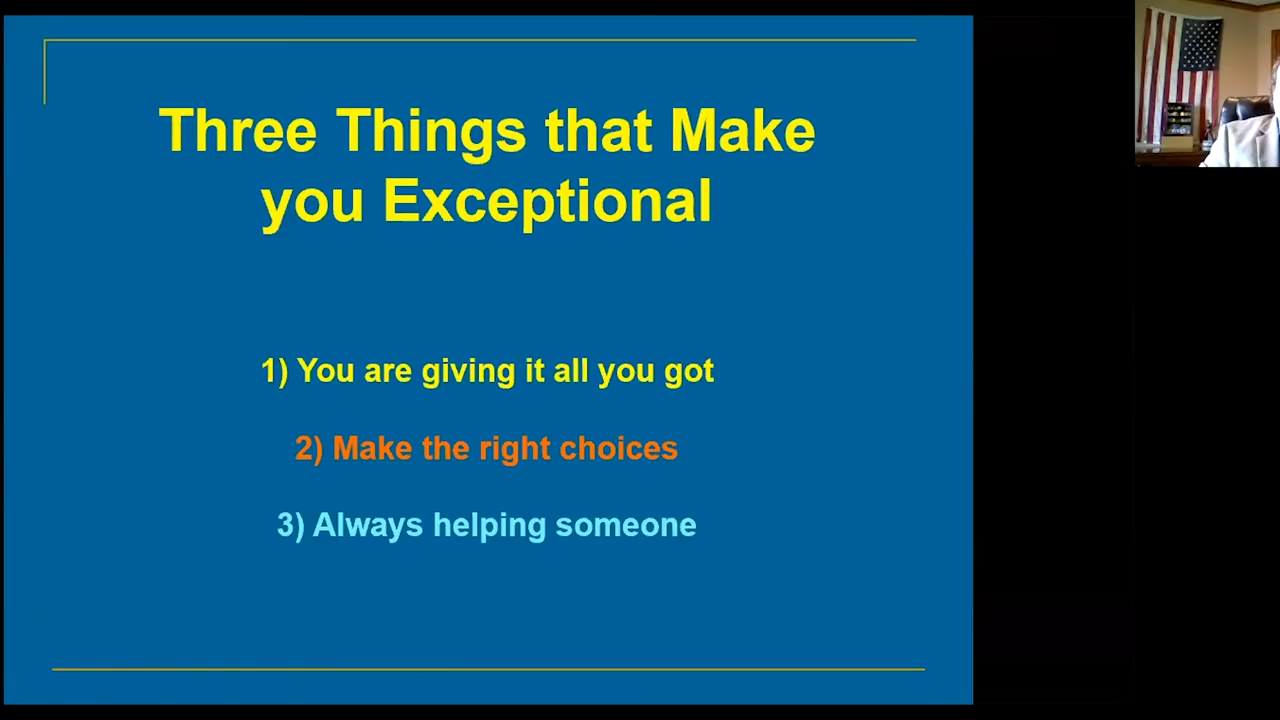 Three Things that Make
you Exceptional
1) You are giving it all you got
2) Make the right choices
3) Always helping someone